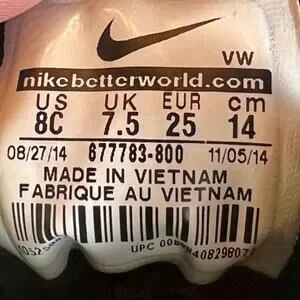 VW
nikebetterworld.com
US UK EUR cm
8C 7.5 25 14
08/27/14 677783-800 11/05/14
MADE IN VIETNAM
FABRIQUE AU VIETNAM
UPC